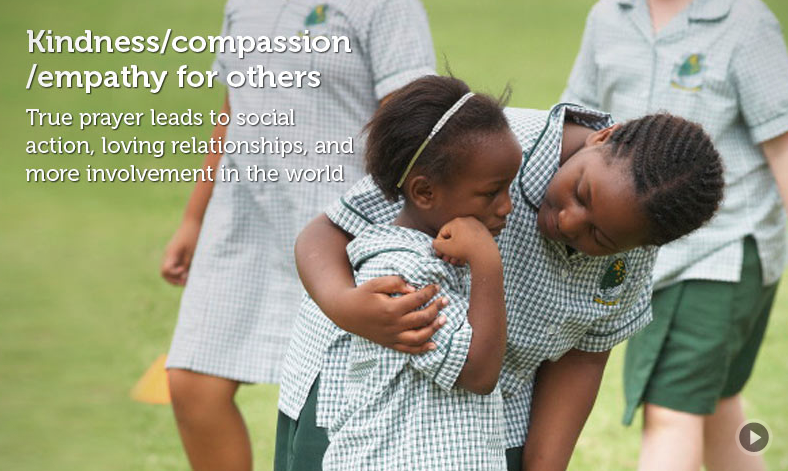 Kindness/compassion
/empathy for others
True prayer leads to social
action, loving relationships, and
more involvement in the world